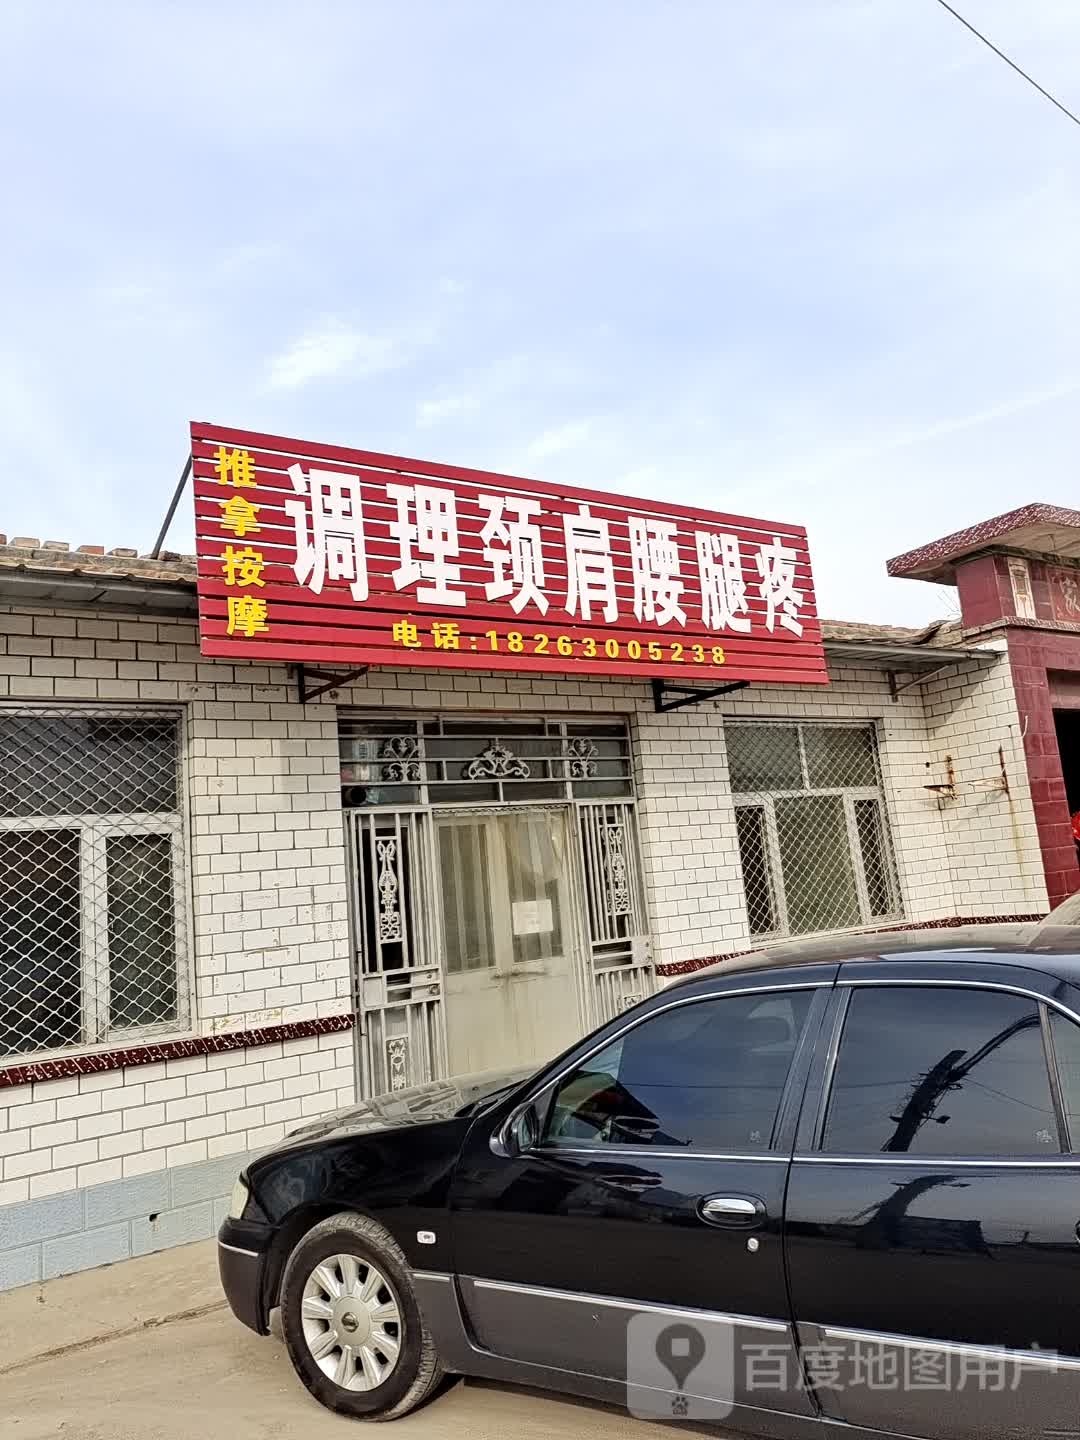 推拿按摩
调理颈肩腰腿疼
电话:18263005238
家
百度地图用户